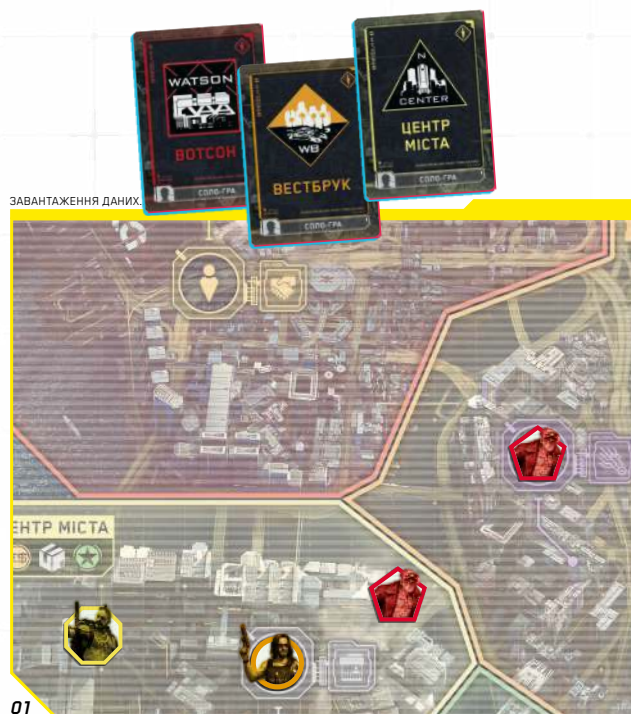 WATSON
ВОТСОН
СОЛО-ГРА
WB
ВЕСТБРУК
СОЛО-ГРА
N
CENTER
ЦЕНТР
МІСТА
СОЛО-ГРА
ЗАВАНТАЖЕННЯ ДАНИХ.
ЕНТР МІСТА
01